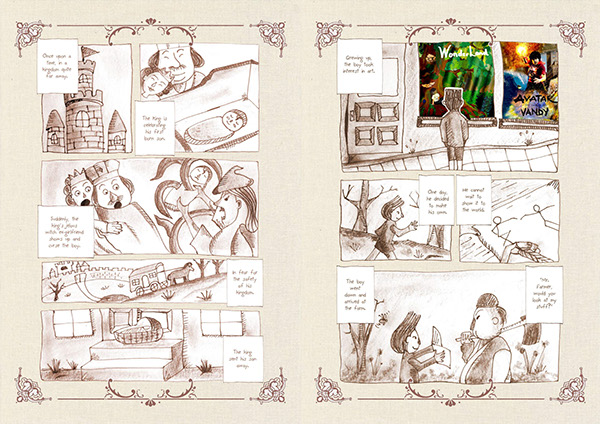 Once upon a
time, in a
kingdom quite
far away.
The King is
celebrating
his first
born son.
Suddenly, the
king's jealous
witch ex-girlfriend
shows up and
curse the boy.
In fear for
the safety
of his
kingdom.
The king
sent his son
away.
Growing up,
the boy took
interest in art.
WonderLand
AVATA
VANDY
One day,
he decided
to make
his own.
He cannot
wait to
show it to
the world.
The boy
went
down and
arrived at
the farm.
"Mr.
Farmer,
would you
look at my
stuff?"